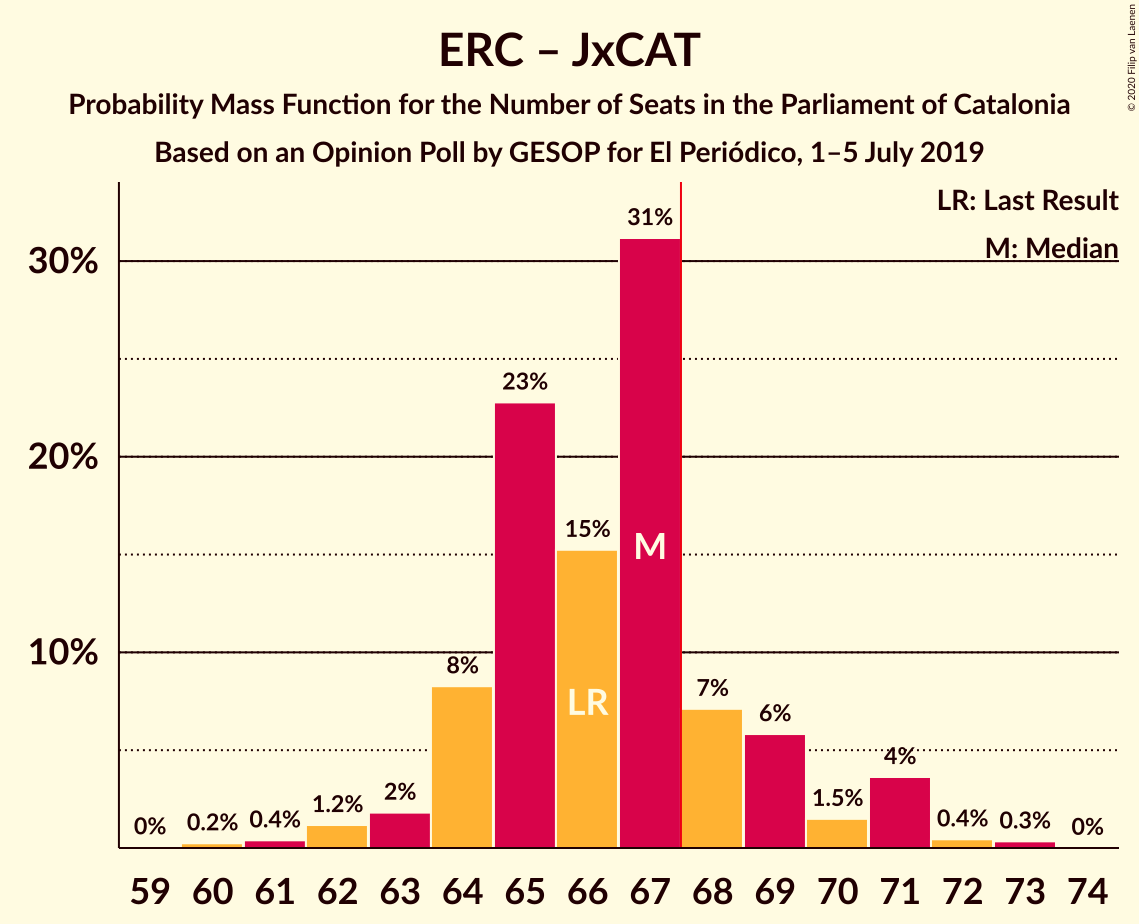 ERC – JxCAT
Probability Mass Function for the Number of Seats in the Parliament of Catalonia
Based on an Opinion Poll by GESOP for El Periódico, 1–5 July 2019
© 2020 Filip van Laenen
LR: Last Result
M: Median
30%
20%
10%
0%
0.2%
0.4%
1.2%
2%
8%
23%
15%
31%
7%
6%
1.5%
4%
0.4%
0.3%
0%
LR
M
59 60 61 62 63 64 65 66 67 68 69 70 71 72 73 74